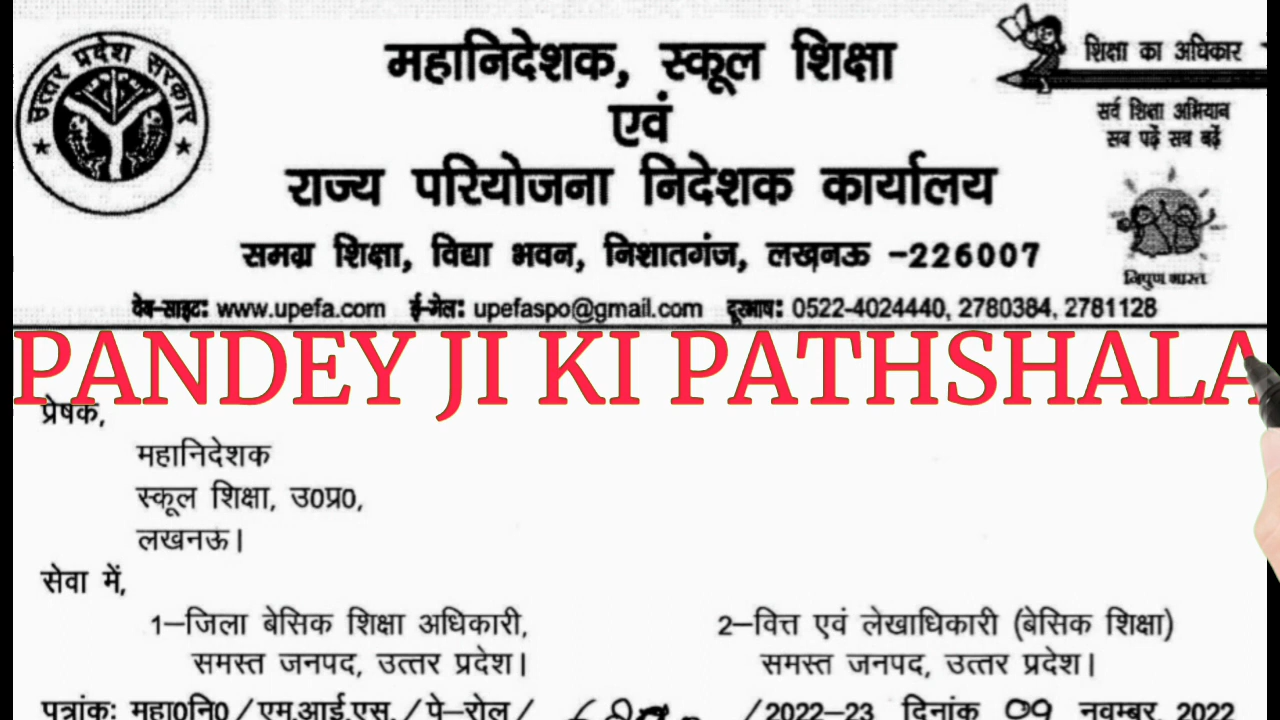 उत्तर प्रदेश सरकार
महानिदेशक, स्कूल शिक्षा
एवं
राज्य परियोजना निदेशक कार्यालय
समग्र शिक्षा, विद्या भवन, निशातगंज, लखनऊ -226007
वेब-साइट: www.upefa.com ई-मेल: upefaspo@gmail.com दूरभाष: 0522-4024440, 2780384, 2781128
शिक्षा का अधिकार
सर्व शिक्षा अभियान
सब पढ़ें सब बढ़ें
निपुण भारत
PANDEY JI KI PATHSHALA
प्रेषक,
महानिदेशक
स्कूल शिक्षा, उ0प्र0,
लखनऊ।
सेवा में,
1–जिला बेसिक शिक्षा अधिकारी,
समस्त जनपद, उत्तर प्रदेश।
2–वित्त एवं लेखाधिकारी (बेसिक शिक्षा)
समस्त जनपद, उत्तर प्रदेश।
पत्रांकः महा0नि0/एम.आई.एस./पे–रोल/ /2022–23 दिनांक 09 नवम्बर 2022